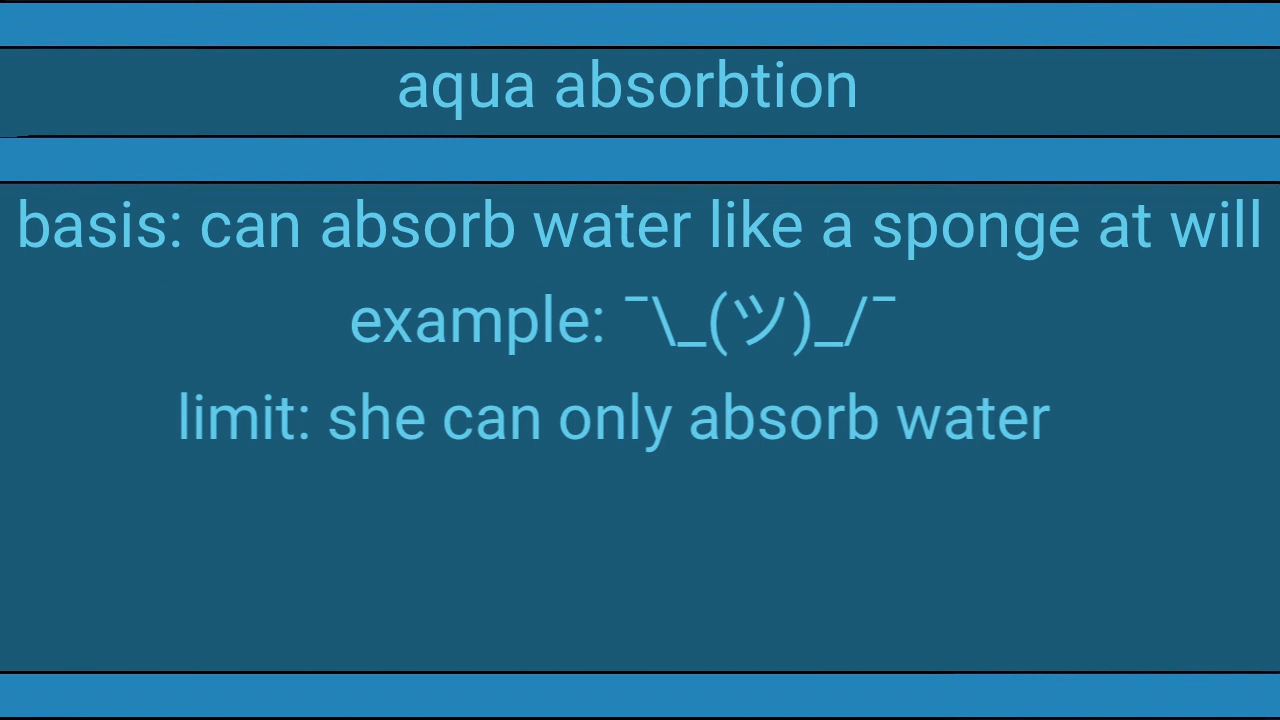 aqua absorbtion
basis: can absorb water like a sponge at will
example: ¯\_(ツ)_/¯
limit: she can only absorb water